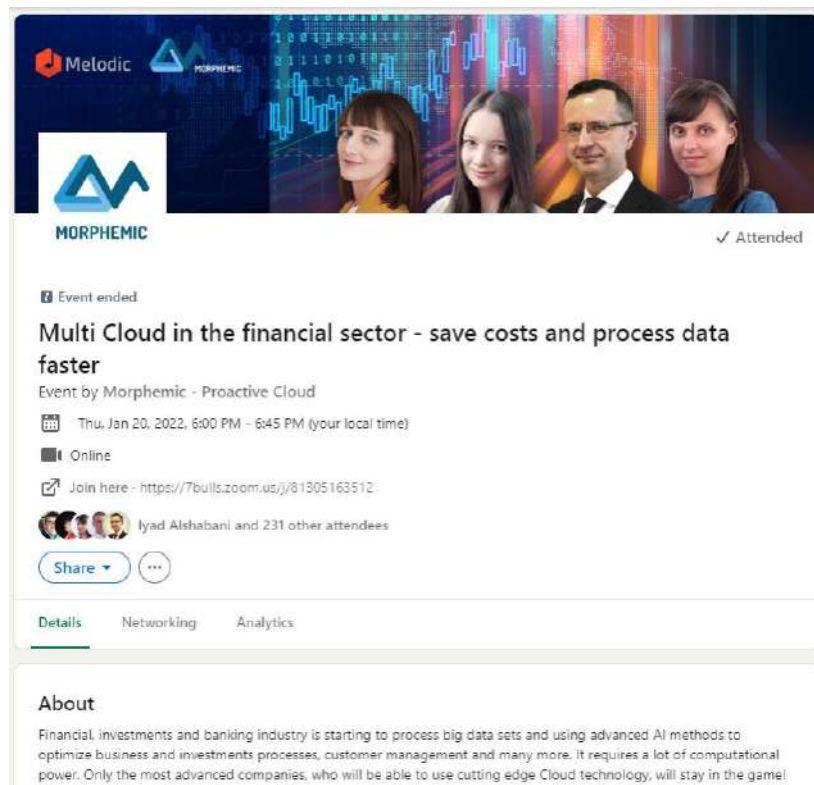 Melodic
MORPHEMIC
MORPHEMIC
✓ Attended
Event ended
Multi Cloud in the financial sector - save costs and process data
faster
Event by Morphemic - Proactive Cloud
Thu, Jan 20, 2022, 6:00 PM - 6:45 PM (your local time)
Online
Join here - https://7bulls.zoom.us/j/81305163512
Iyad Alshabani and 231 other attendees
Share
Details Networking Analytics
About
Financial, investments and banking industry is starting to process big data sets and using advanced AI methods to
optimize business and investments processes, customer management and many more. It requires a lot of computational
power. Only the most advanced companies, who will be able to use cutting edge Cloud technology, will stay in the game!